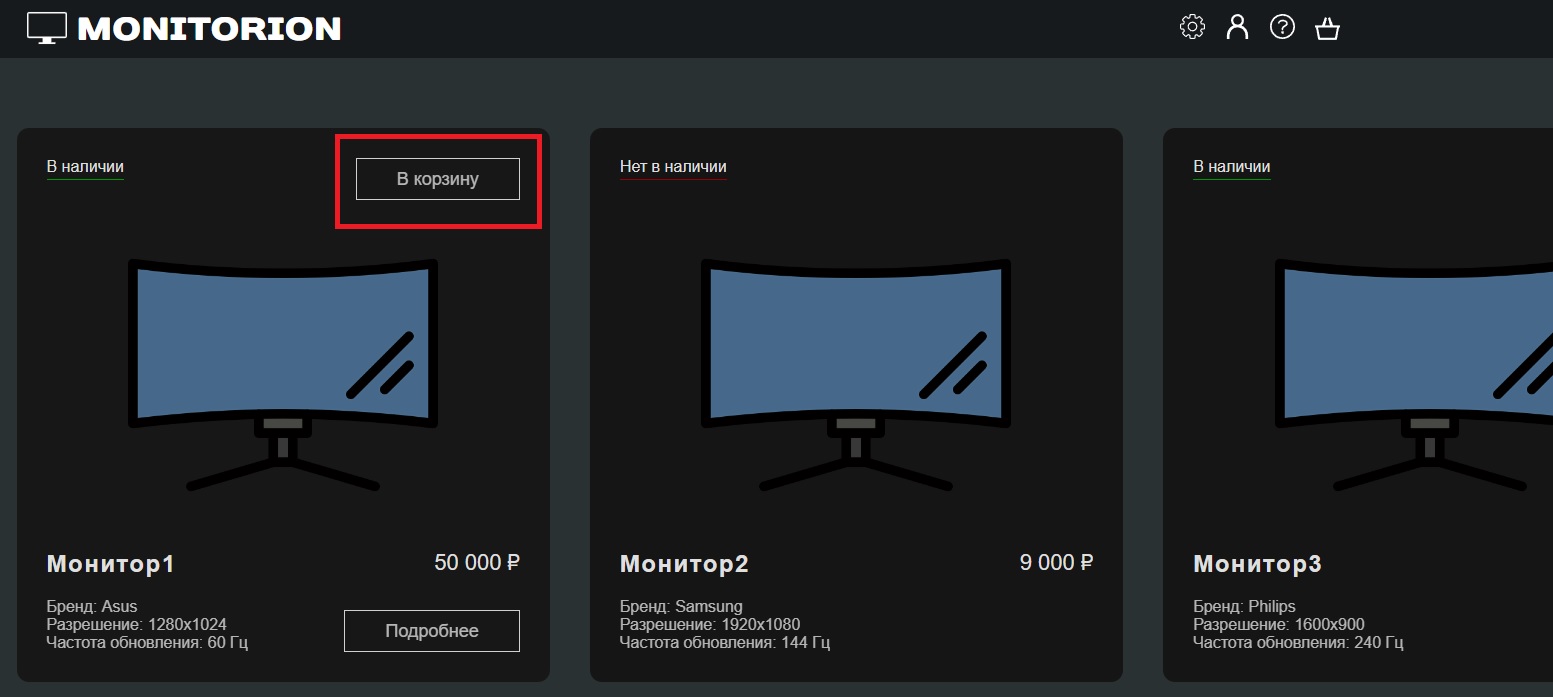 MONITORION
В наличии
В корзину
Монитор1
50 000 ₽
Бренд: Asus
Разрешение: 1280x1024
Частота обновления: 60 Гц
Подробнее
Нет в наличии
Монитор2
9 000 ₽
Бренд: Samsung
Разрешение: 1920x1080
Частота обновления: 144 Гц
В наличии
Монитор3
Бренд: Philips
Разрешение: 1600x900
Частота обновления: 240 Гц